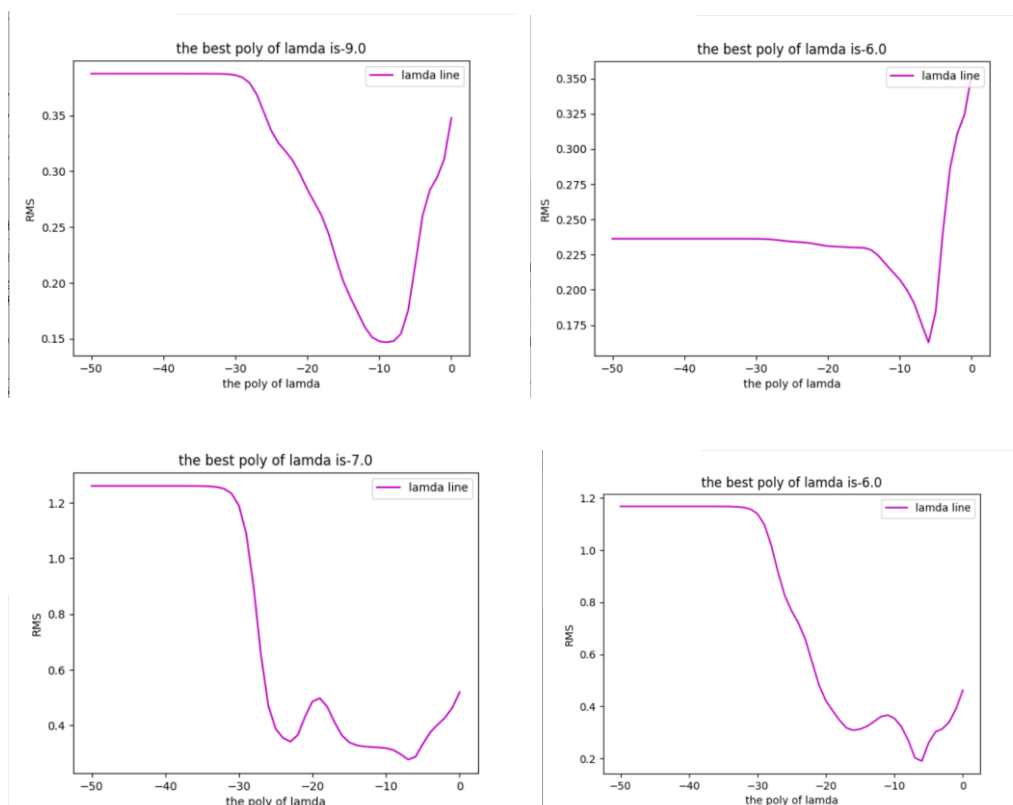 the best poly of lamda is-9.0
lamda line
0.35
0.30
0.25
0.20
0.15
RMS
−50 −40 −30 −20 −10 0
the poly of lamda
the best poly of lamda is-6.0
lamda line
0.350
0.325
0.300
0.275
0.250
0.225
0.200
0.175
RMS
−50 −40 −30 −20 −10 0
the poly of lamda
the best poly of lamda is-7.0
lamda line
1.2
1.0
0.8
0.6
0.4
RMS
−50 −40 −30 −20 −10 0
the poly of lamda
the best poly of lamda is-6.0
lamda line
1.2
1.0
0.8
0.6
0.4
0.2
RMS
−50 −40 −30 −20 −10 0
the poly of lamda